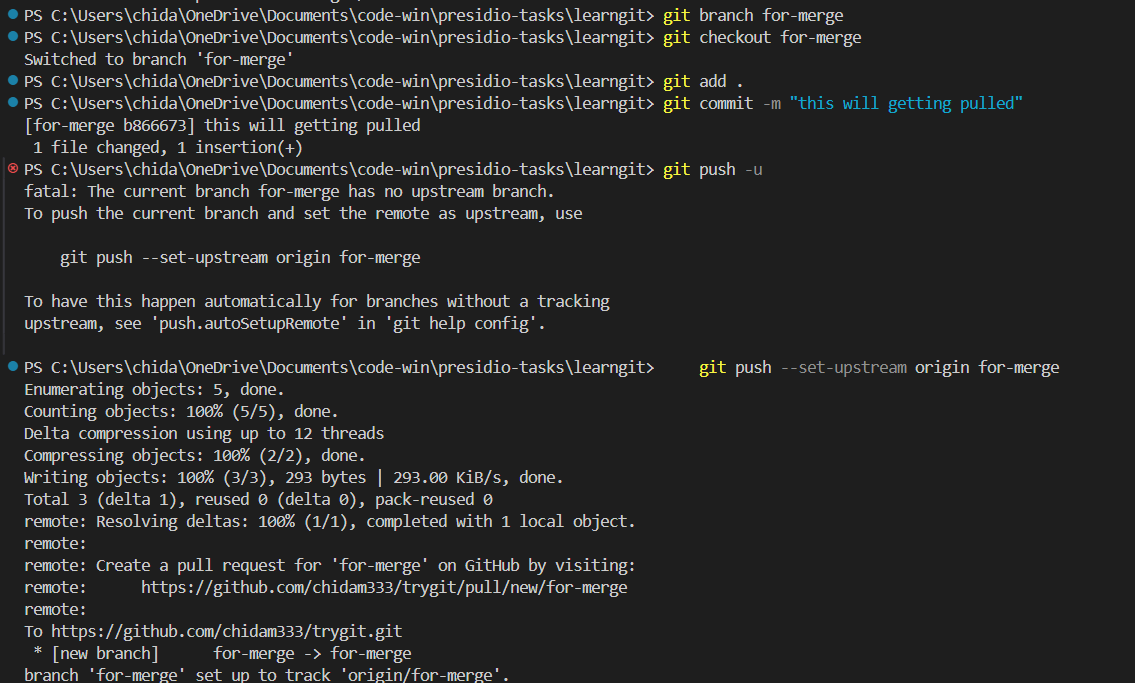 PS C:\Users\chida\OneDrive\Documents\code-win\presidio-tasks\learngit> git branch for-merge
PS C:\Users\chida\OneDrive\Documents\code-win\presidio-tasks\learngit> git checkout for-merge
Switched to branch 'for-merge'
PS C:\Users\chida\OneDrive\Documents\code-win\presidio-tasks\learngit> git add .
PS C:\Users\chida\OneDrive\Documents\code-win\presidio-tasks\learngit> git commit -m "this will getting pulled"
[for-merge b866673] this will getting pulled
 1 file changed, 1 insertion(+)
PS C:\Users\chida\OneDrive\Documents\code-win\presidio-tasks\learngit> git push -u
fatal: The current branch for-merge has no upstream branch.
To push the current branch and set the remote as upstream, use

    git push --set-upstream origin for-merge

To have this happen automatically for branches without a tracking
upstream, see 'push.autoSetupRemote' in 'git help config'.

PS C:\Users\chida\OneDrive\Documents\code-win\presidio-tasks\learngit>     git push --set-upstream origin for-merge
Enumerating objects: 5, done.
Counting objects: 100% (5/5), done.
Delta compression using up to 12 threads
Compressing objects: 100% (2/2), done.
Writing objects: 100% (3/3), 293 bytes | 293.00 KiB/s, done.
Total 3 (delta 1), reused 0 (delta 0), pack-reused 0
remote: Resolving deltas: 100% (1/1), completed with 1 local object.
remote:
remote: Create a pull request for 'for-merge' on GitHub by visiting:
remote:      https://github.com/chidam333/trygit/pull/new/for-merge
remote:
To https://github.com/chidam333/trygit.git
 * [new branch]      for-merge -> for-merge
branch 'for-merge' set up to track 'origin/for-merge'.